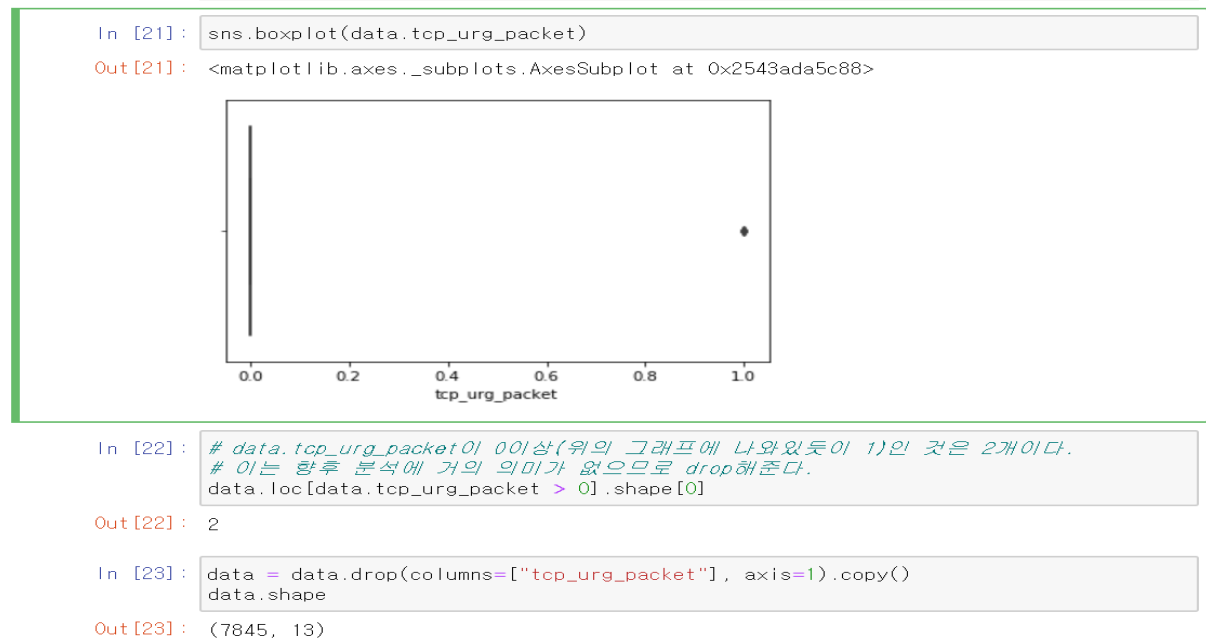 In [21]: sns.boxplot(data.tcp_urg_packet)
Out[21]: <matplotlib.axes._subplots.AxesSubplot at 0x2543ada5c88>
0.0 0.2 0.4 0.6 0.8 1.0
tcp_urg_packet
In [22]: # data.tcp_urg_packet이 0이상(위의 그래프에 나와있듯이 1)인 것은 2개이다.
# 이는 향후 분석에 거의 의미가 없으므로 drop해준다.
data.loc[data.tcp_urg_packet > 0].shape[0]
Out[22]: 2
In [23]: data = data.drop(columns=["tcp_urg_packet"], axis=1).copy()
data.shape
Out[23]: (7845, 13)